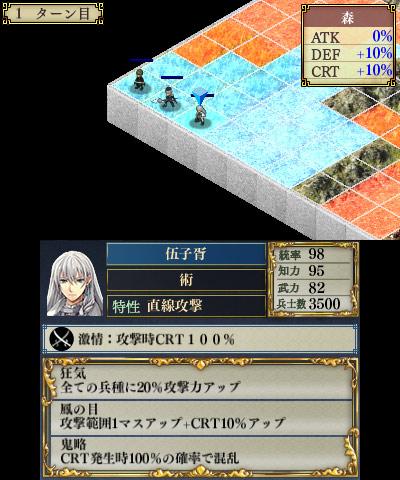 1 ターン目
森
ATK 0%
DEF +10%
CRT +10%
伍子胥
術
特性 直線攻撃
統率 98
知力 95
武力 82
兵士数 3500
激情：攻撃時CRT１００％
狂気
全ての兵種に20%攻撃力アップ
鳳の目
攻撃範囲1マスアップ+CRT10%アップ
鬼略
CRT発生時100%の確率で混乱